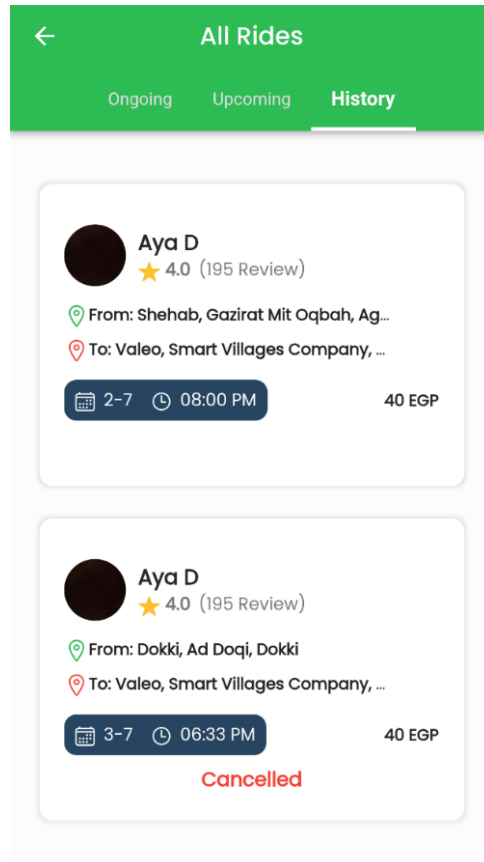 All Rides
Ongoing Upcoming History
Aya D
4.0 (195 Review)
From: Shehab, Gazirat Mit Oqbah, Ag...
To: Valeo, Smart Villages Company, ...
2-7 08:00 PM 40 EGP
Aya D
4.0 (195 Review)
From: Dokki, Ad Doqi, Dokki
To: Valeo, Smart Villages Company, ...
3-7 06:33 PM 40 EGP
Cancelled